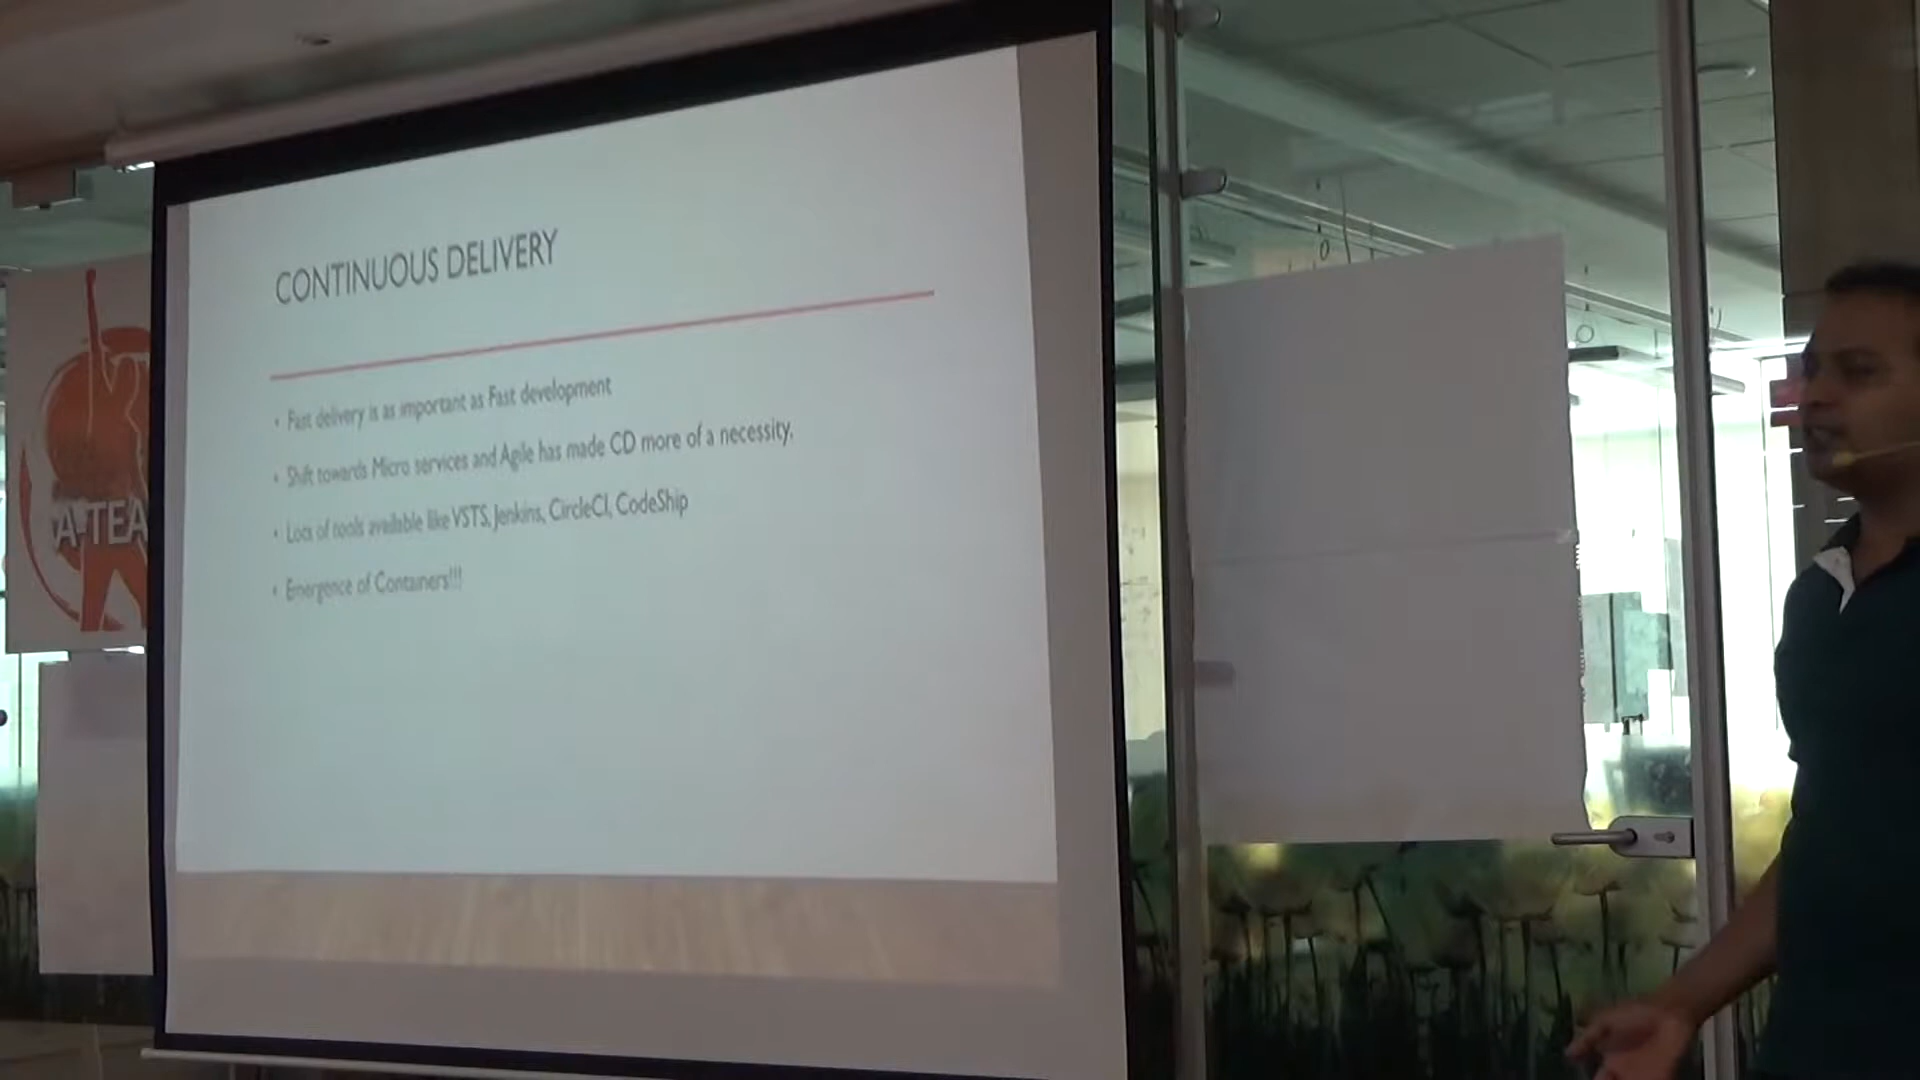 CONTINUOUS DELIVERY
• Fast delivery is as important as Fast development
• Shift towards Micro services and Agile has made CD more of a necessity.
• Lots of tools available like VSTS, Jenkins, CircleCI, CodeShip
• Emergence of Containers!!!
A-TEA